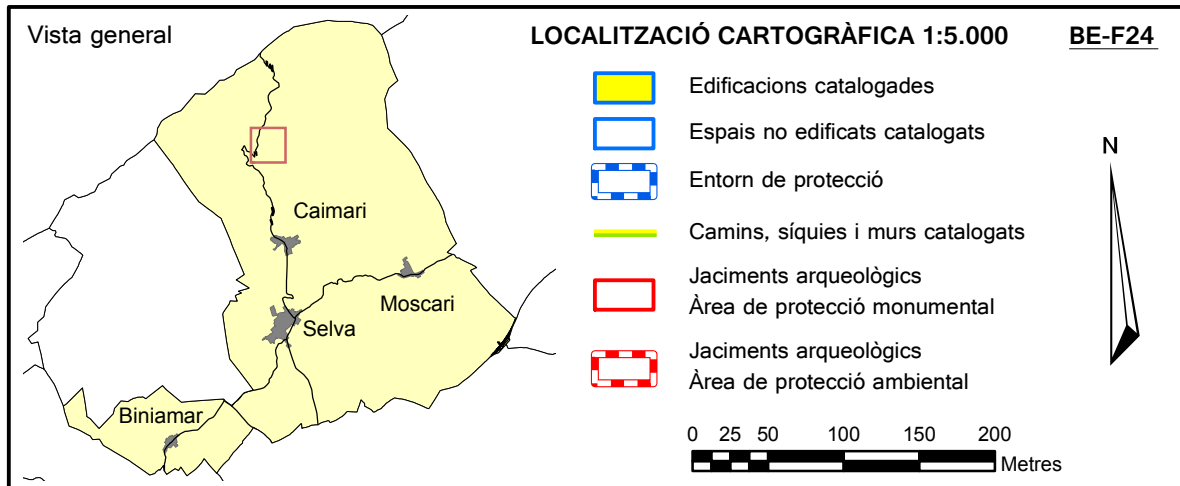 Vista general
Caimari
Moscari
Selva
Biniamar
LOCALITZACIÓ CARTOGRÀFICA 1:5.000
BE-F24
Edificacions catalogades
Espais no edificats catalogats
Entorn de protecció
Camins, síquies i murs catalogats
Jaciments arqueològics
Àrea de protecció monumental
Jaciments arqueològics
Àrea de protecció ambiental
N
0 25 50 100 150 200
Metres